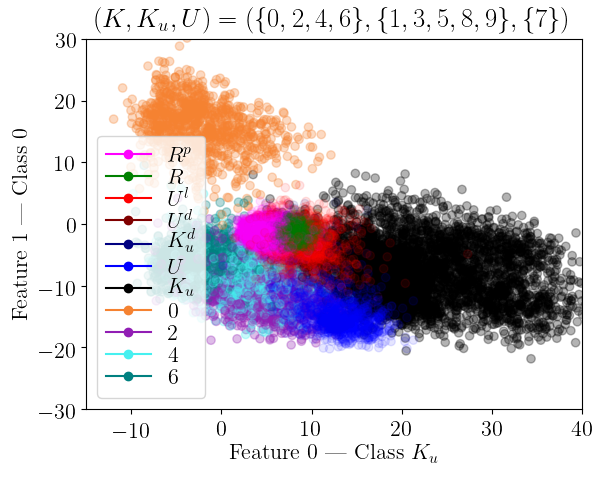 (K, K_u, U) = ({0, 2, 4, 6}, {1, 3, 5, 8, 9}, {7})
30
20
10
0
−10
−20
−30
Feature 1 — Class 0
R^p
R
U^l
U^d
K_u^d
U
K_u
0
2
4
6
−10 0 10 20 30 40
Feature 0 — Class K_u